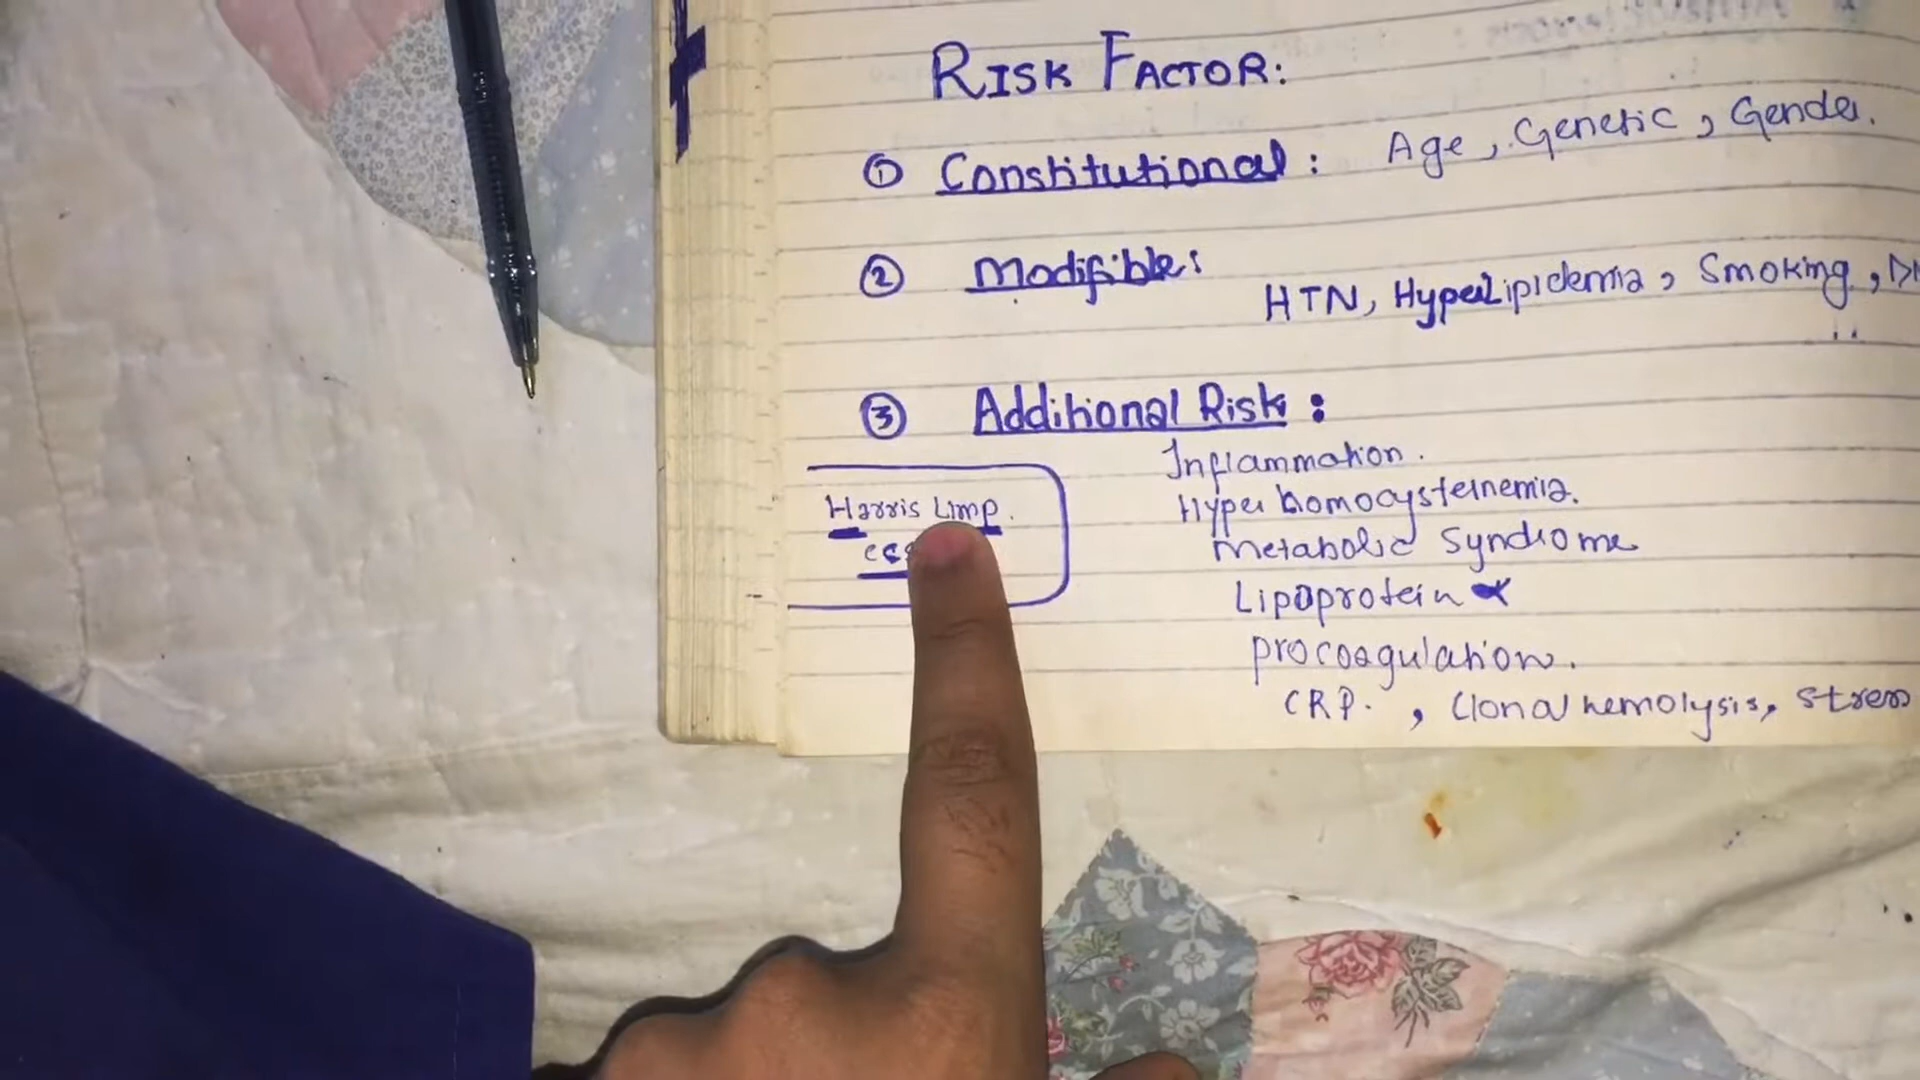 RISK FACTOR:
① Constitutional : Age, Genetic, Gender.
② Modifible: HTN, HyperLipidemia, Smoking,
③ Additional Risk :
Harris Limp.
Inflammation.
Hyper homocysteinemia.
Metabolic Syndrome
Lipoprotein
procoagulation.
CRP. , Clonal hemolysis, stress